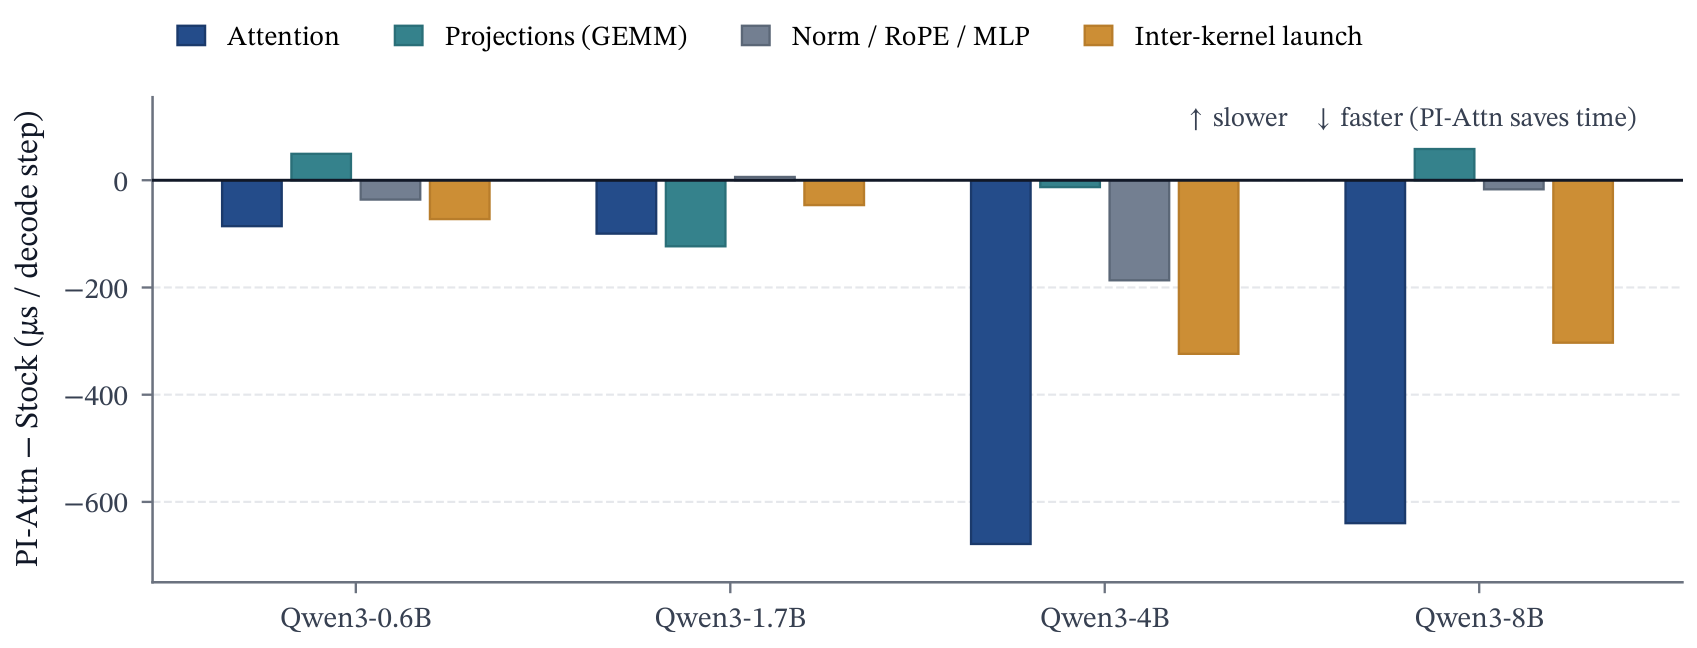 Attention  Projections (GEMM)  Norm / RoPE / MLP  Inter-kernel launch
↑ slower  ↓ faster (PI-Attn saves time)
PI-Attn − Stock (μs / decode step)
0
−200
−400
−600
Qwen3-0.6B  Qwen3-1.7B  Qwen3-4B  Qwen3-8B